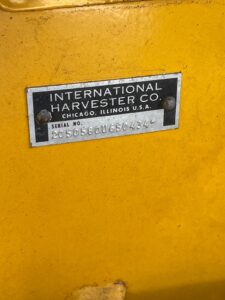 INTERNATIONAL
HARVESTER CO.
CHICAGO, ILLINOIS U.S.A.
SERIAL NO.